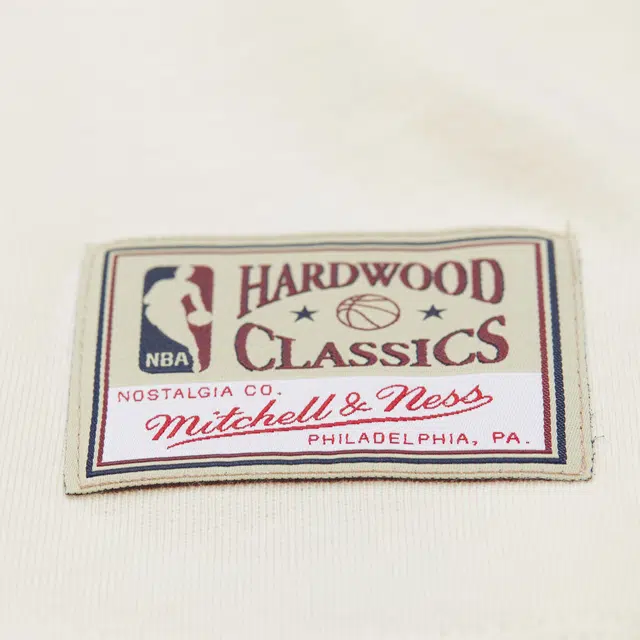 HARDWOOD
CLASSICS
NBA
NOSTALGIA CO.
Mitchell & Ness
PHILADELPHIA, PA.